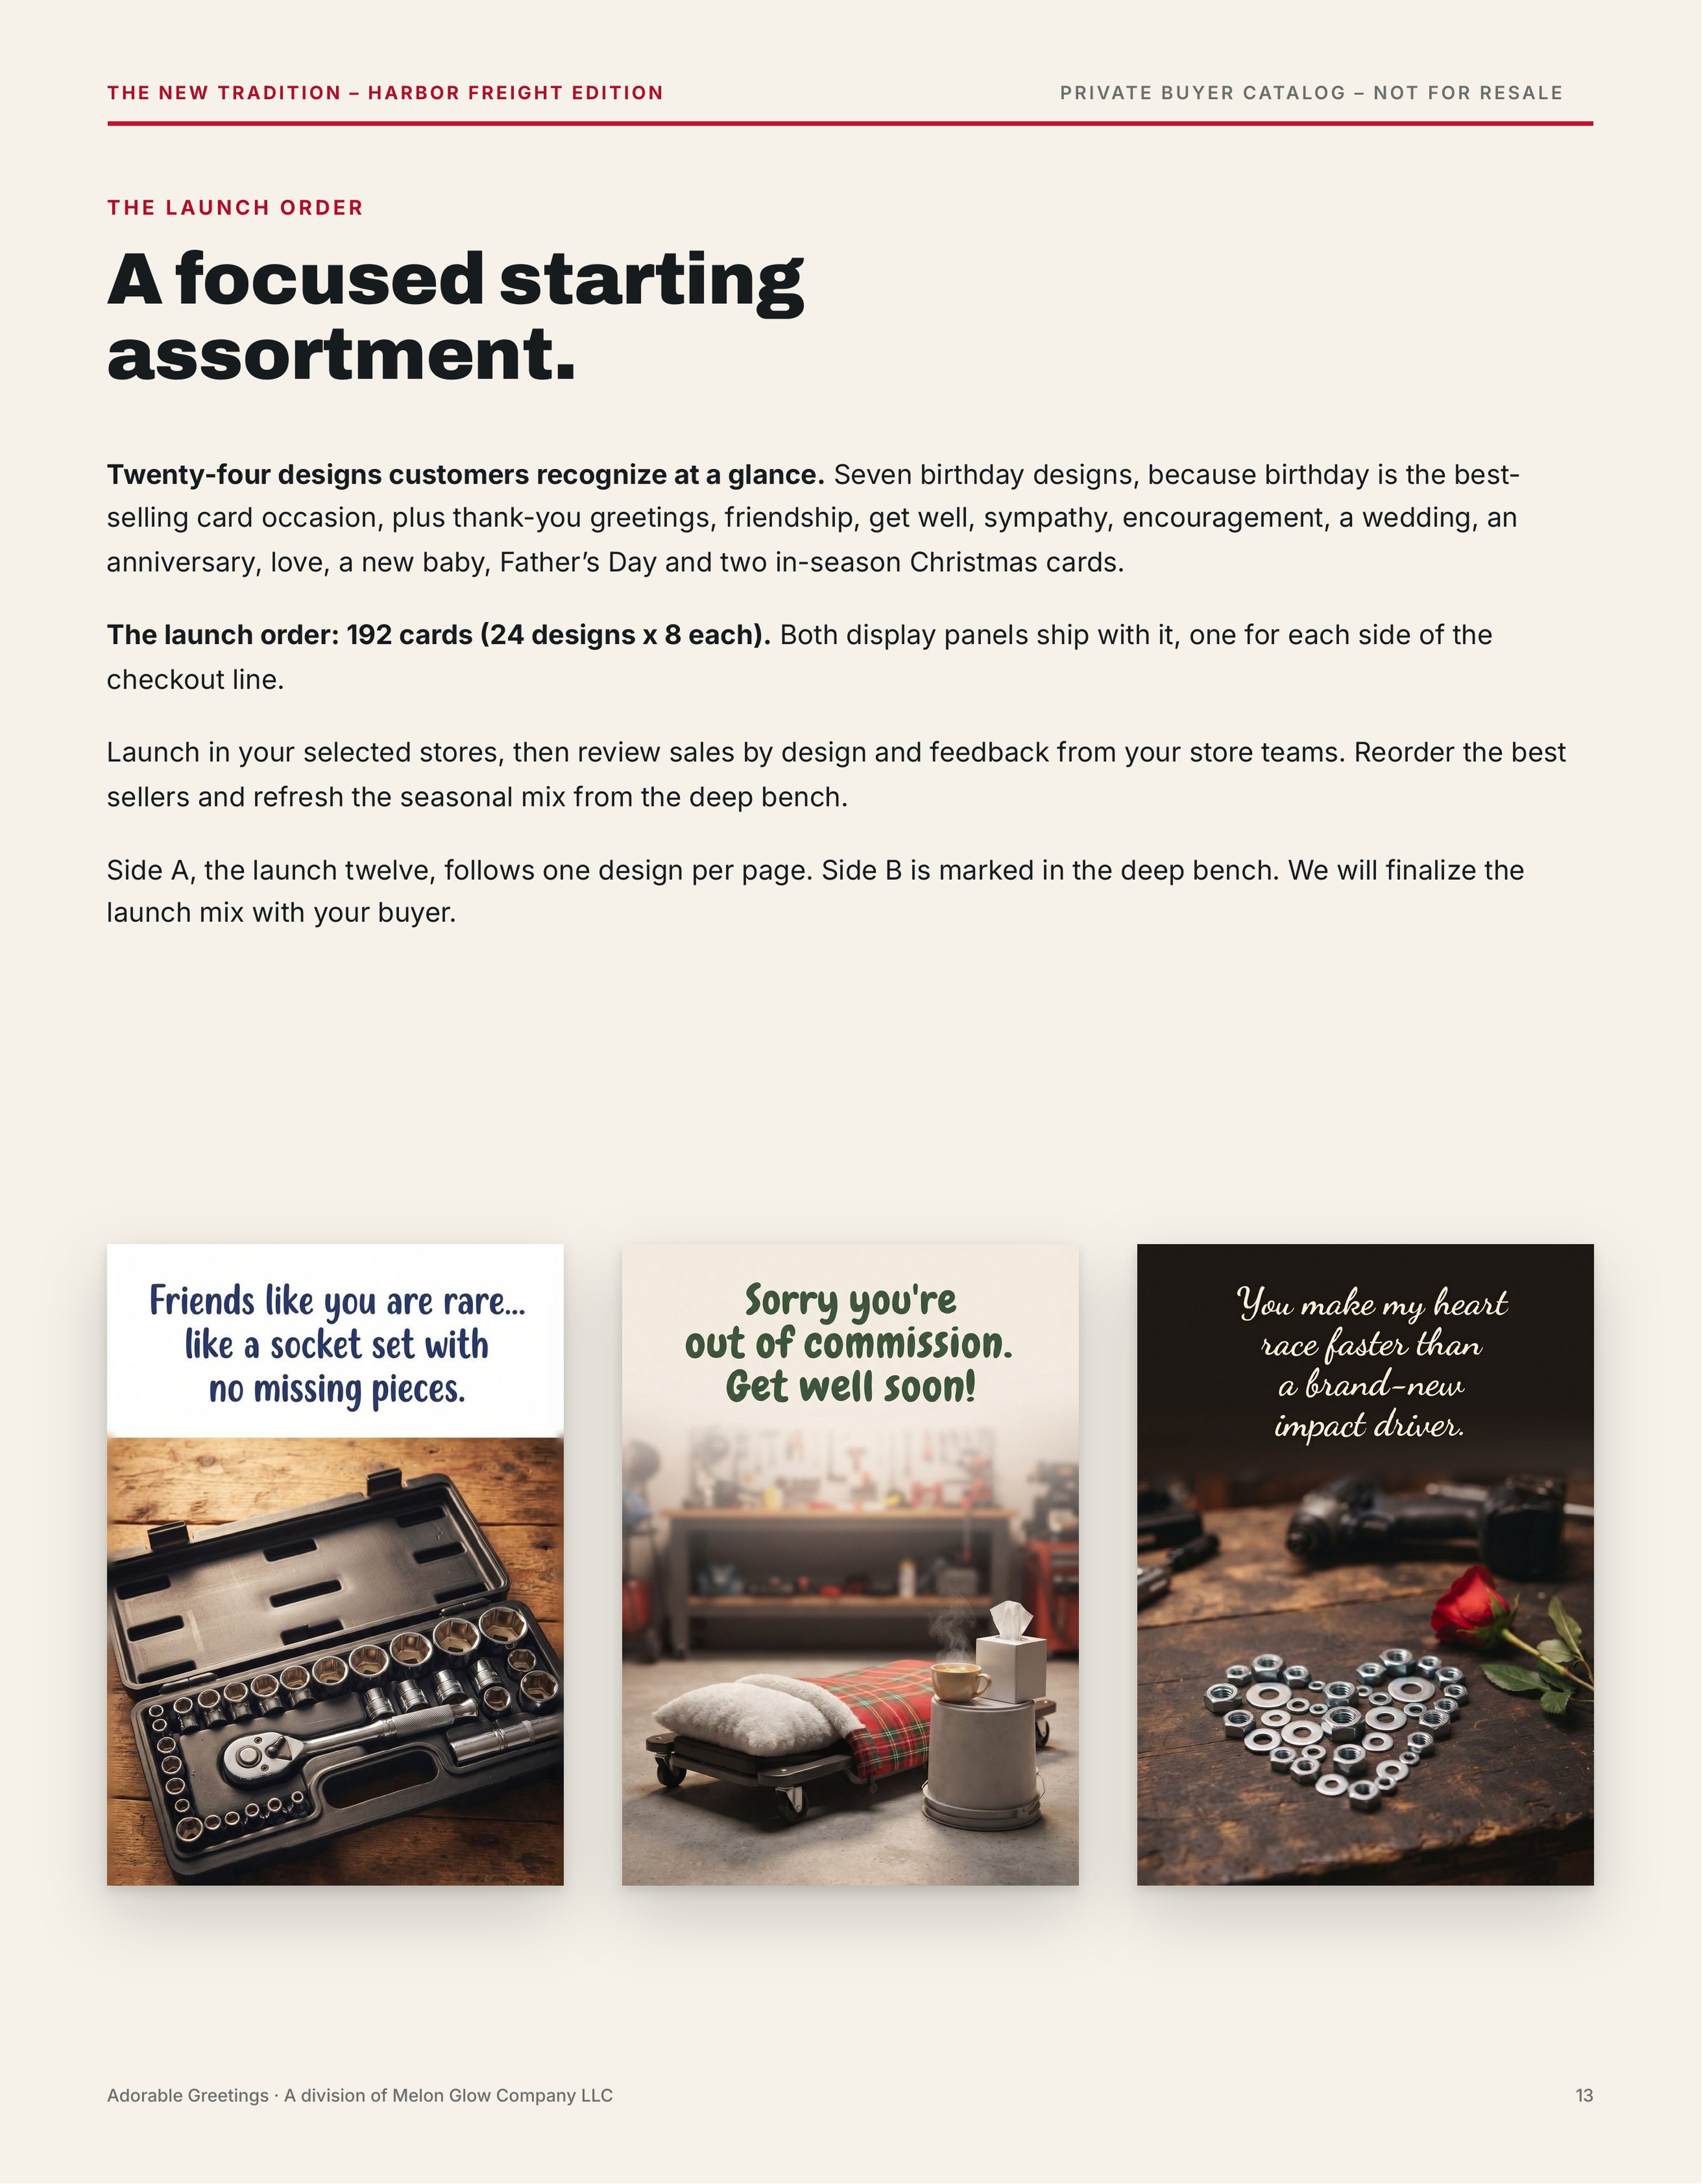 THE NEW TRADITION – HARBOR FREIGHT EDITION
PRIVATE BUYER CATALOG – NOT FOR RESALE
THE LAUNCH ORDER
A focused starting
assortment.
Twenty-four designs customers recognize at a glance. Seven birthday designs, because birthday is the best-
selling card occasion, plus thank-you greetings, friendship, get well, sympathy, encouragement, a wedding, an
anniversary, love, a new baby, Father’s Day and two in-season Christmas cards.
The launch order: 192 cards (24 designs x 8 each). Both display panels ship with it, one for each side of the
checkout line.
Launch in your selected stores, then review sales by design and feedback from your store teams. Reorder the best
sellers and refresh the seasonal mix from the deep bench.
Side A, the launch twelve, follows one design per page. Side B is marked in the deep bench. We will finalize the
launch mix with your buyer.
Friends like you are rare...
like a socket set with
no missing pieces.
Sorry you're
out of commission.
Get well soon!
You make my heart
race faster than
a brand-new
impact driver.
Adorable Greetings · A division of Melon Glow Company LLC
13